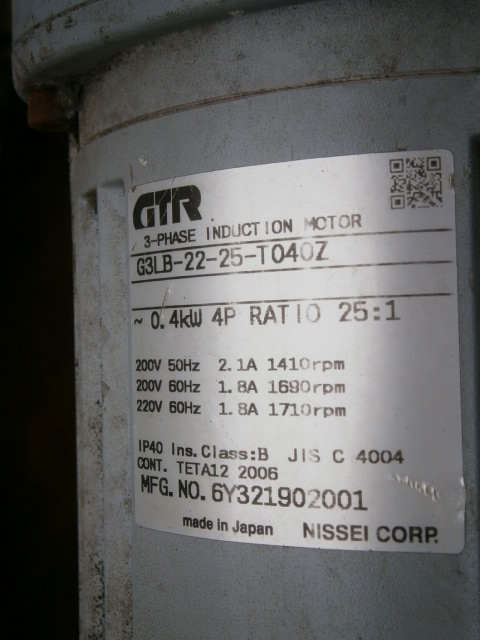 GTR
3-PHASE INDUCTION MOTOR
G3LB-22-25-T040Z
~ 0.4kW 4P RATIO 25:1
200V 50Hz 2.1A 1410rpm
200V 60Hz 1.8A 1690rpm
220V 60Hz 1.8A 1710rpm
IP40 Ins.Class:B JIS C 4004
CONT. TETA12 2006
MFG. NO. 6Y321902001
made in Japan NISSEI CORP.